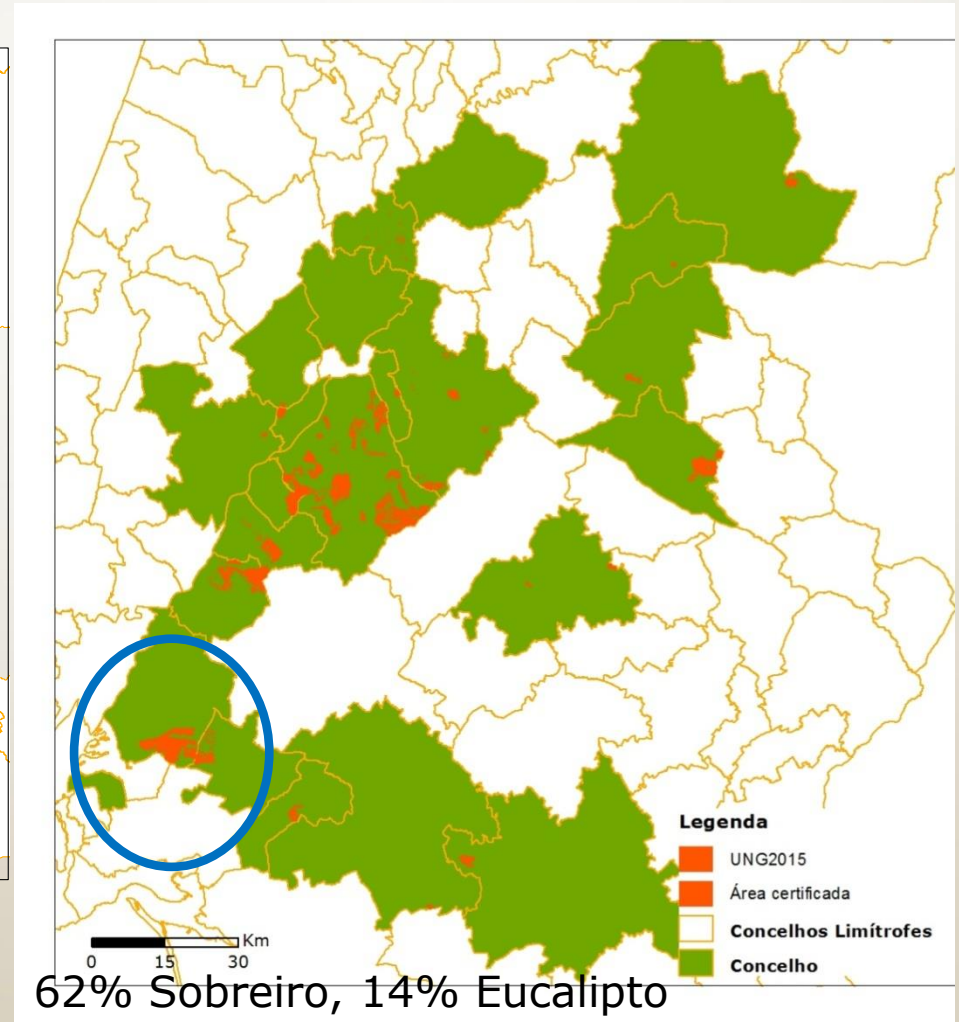 Legenda
UNG2015
Área certificada
Concelhos Limítrofes
Concelho
Km
0 15 30
62% Sobreiro, 14% Eucalipto